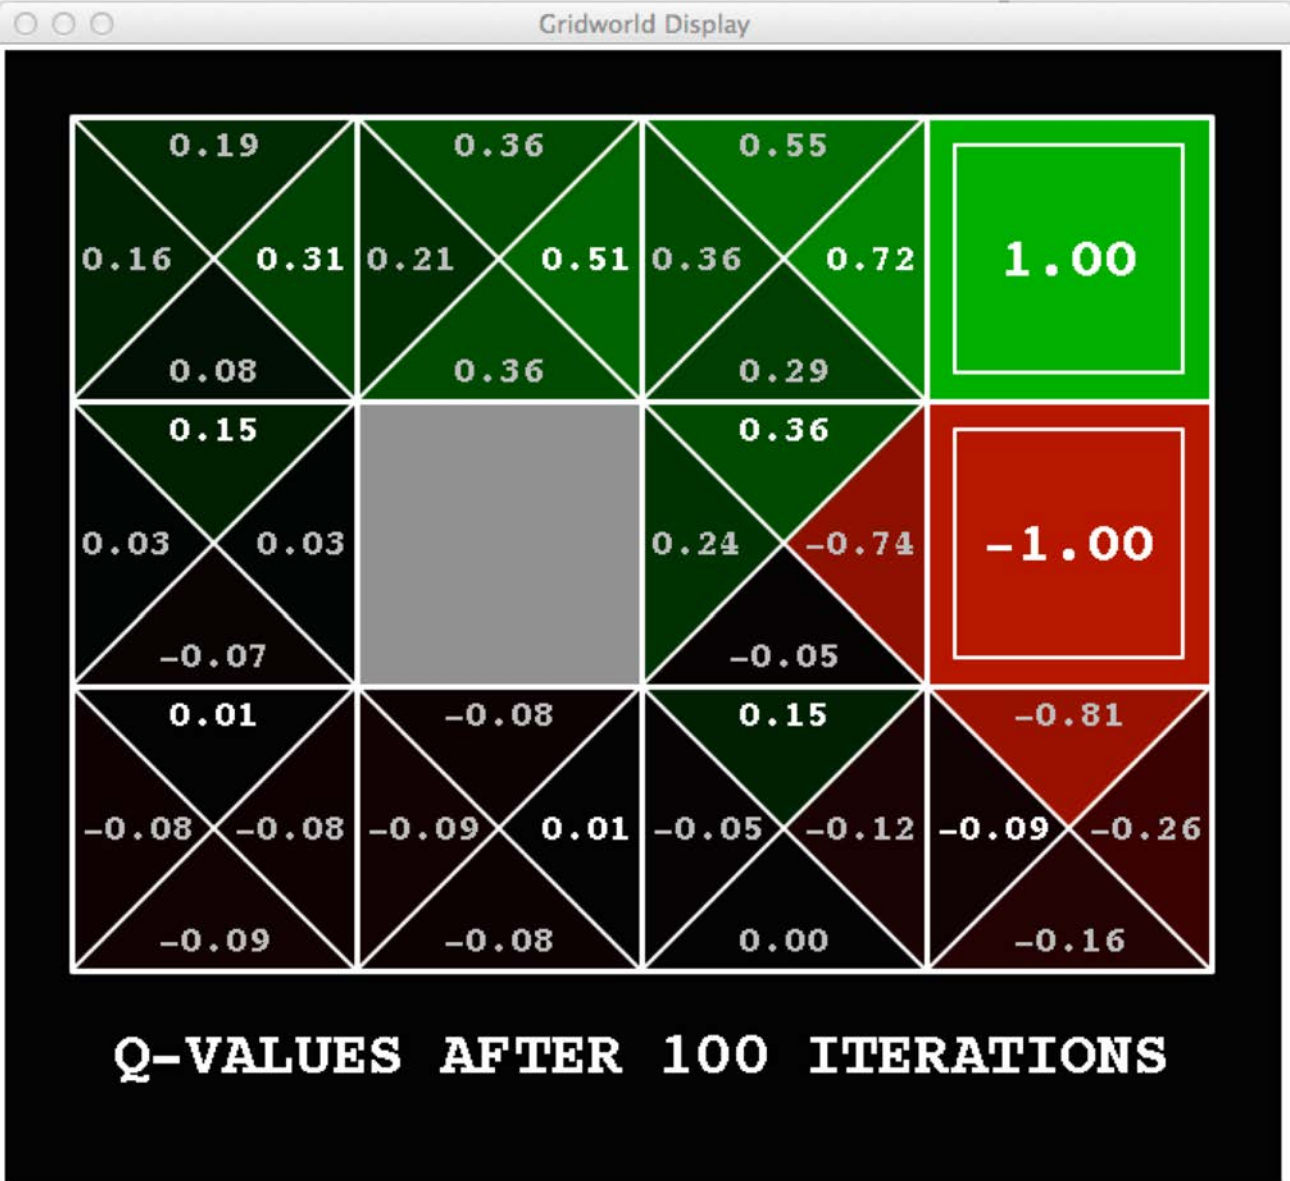 Gridworld Display
0.19 0.36 0.55
0.16 0.31 0.21 0.51 0.36 0.72 1.00
0.08 0.36 0.29
0.15 0.36
0.03 0.03 0.24 -0.74 -1.00
-0.07 -0.05
0.01 -0.08 0.15 -0.81
-0.08 -0.08 -0.09 0.01 -0.05 -0.12 -0.09 -0.26
-0.09 -0.08 0.00 -0.16
Q-VALUES AFTER 100 ITERATIONS